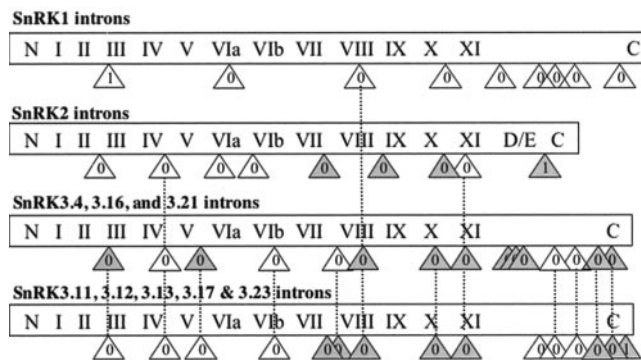 SnRK1 introns
N I II III IV V VIa VIb VII VIII IX X XI C
1 0 0 0
0
SnRK2 introns
N I II III IV V VIa VIb VII VIII IX X XI D/E C
0 0 0 0 0 0 0 0 1
SnRK3.4, 3.16, and 3.21 introns
N I II III IV V VIa VIb VII VIII IX X XI C
0 0 0 0 0 0 0 0 0 0 0 0
SnRK3.11, 3.12, 3.13, 3.17 & 3.23 introns
N I II III IV V VIa VIb VII VIII IX X XI C
0 0 0 0 0 0 0 0 0 0 0 0 0 1